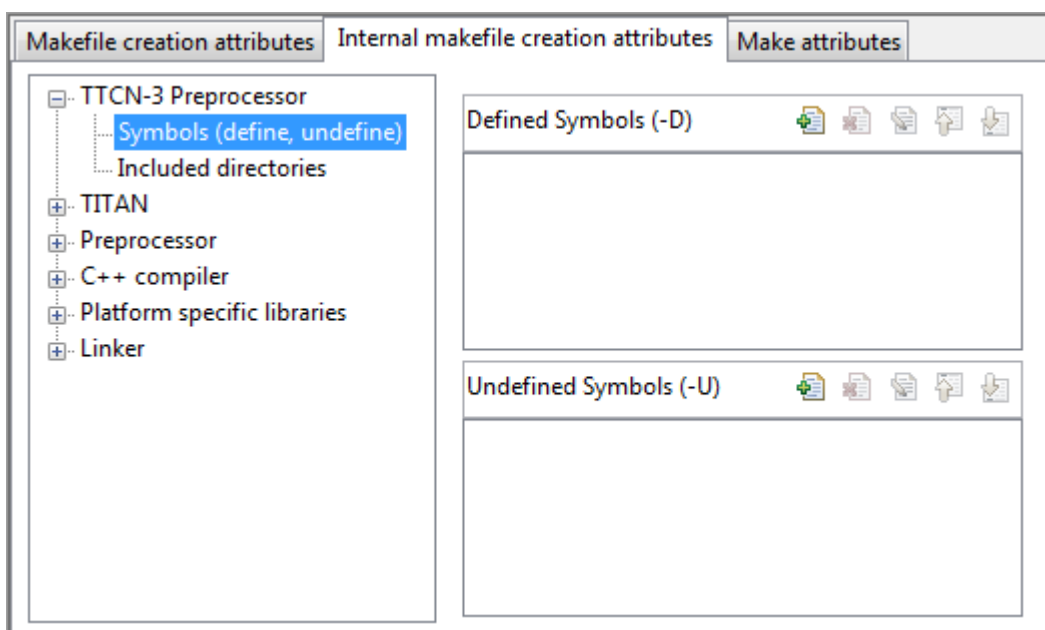 Makefile creation attributes
Internal makefile creation attributes
Make attributes
TTCN-3 Preprocessor
Symbols (define, undefine)
Included directories
TITAN
Preprocessor
C++ compiler
Platform specific libraries
Linker
Defined Symbols (-D)
Undefined Symbols (-U)